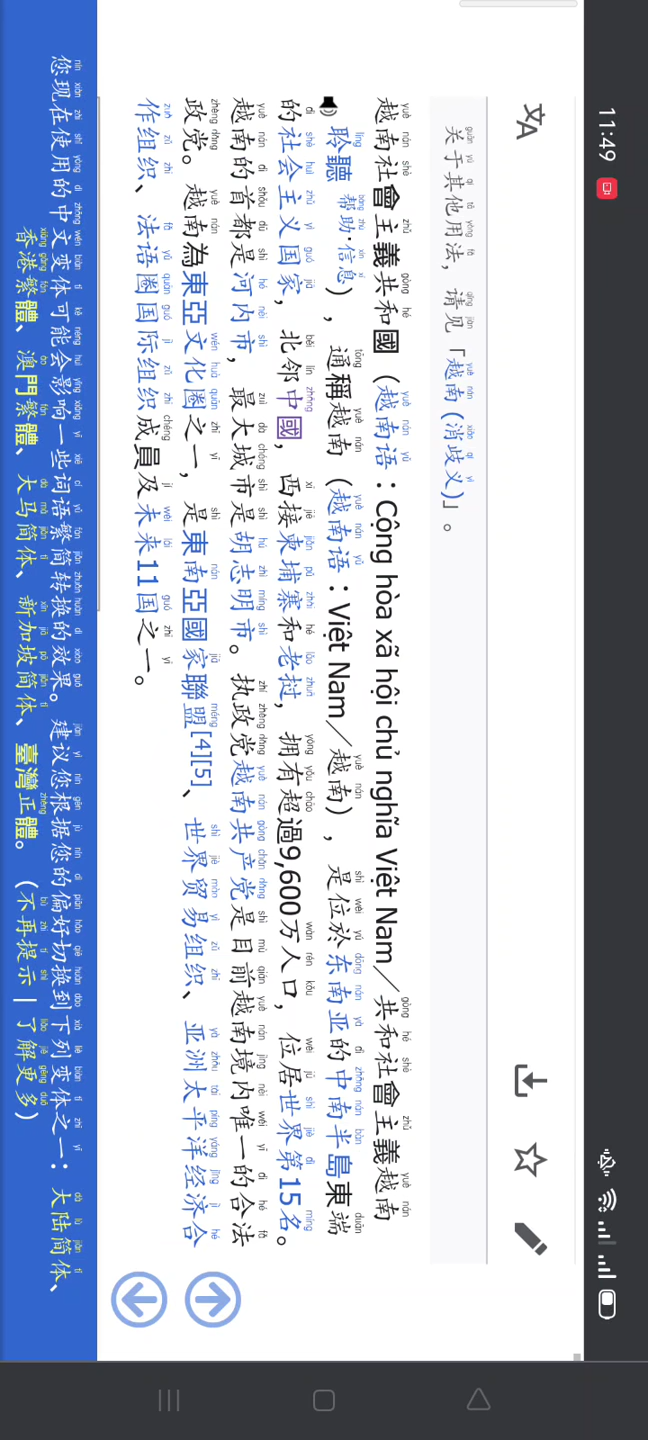 11:49
关于其他用法，请见「越南 (消歧义)」。
越南社會主義共和國（越南语：Cộng hòa xã hội chủ nghĩa Việt Nam／共和社會主義越南
聆聽 帮助·信息），通稱越南（越南语：Việt Nam／越南），是位於东南亚的中南半島東端
的社会主义国家，北邻中國，西接柬埔寨和老挝，拥有超過9,600万人口，位居世界第15名。
越南的首都是河内市，最大城市是胡志明市。执政党越南共产党是目前越南境内唯一的合法
政党。越南為東亞文化圈之一，是東南亞國家聯盟[4][5]、世界贸易组织、亚洲太平洋经济合
作组织、法语圈国际组织成員及未来11国之一。
您现在使用的中文变体可能会影响一些词语繁简转换的效果。建议您根据您的偏好切换到下列变体之一：大陆简体、
香港繁體、澳門繁體、大马简体、新加坡简体、臺灣正體。（不再提示 | 了解更多）